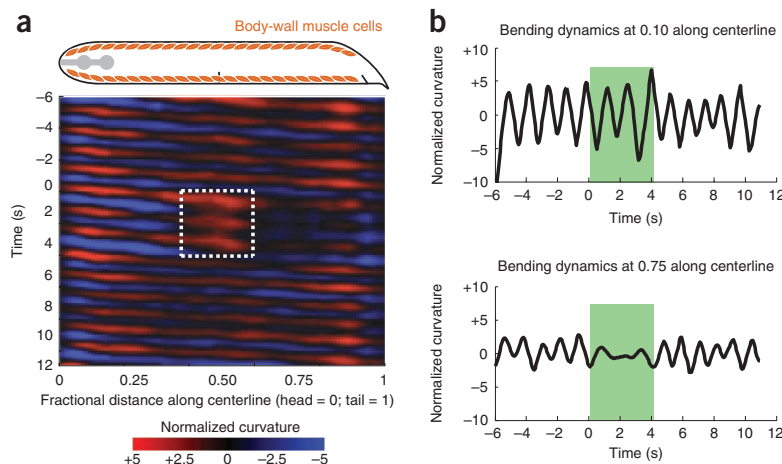 a
Body-wall muscle cells
Time (s)
−6
−4
−2
0
2
4
6
8
10
12
0 0.25 0.50 0.75 1
Fractional distance along centerline (head = 0; tail = 1)
Normalized curvature
+5 +2.5 0 −2.5 −5
b
Bending dynamics at 0.10 along centerline
Normalized curvature
+10
+5
0
−5
−10
−6 −4 −2 0 2 4 6 8 10 12
Time (s)
Bending dynamics at 0.75 along centerline
Normalized curvature
+10
+5
0
−5
−10
−6 −4 −2 0 2 4 6 8 10 12
Time (s)